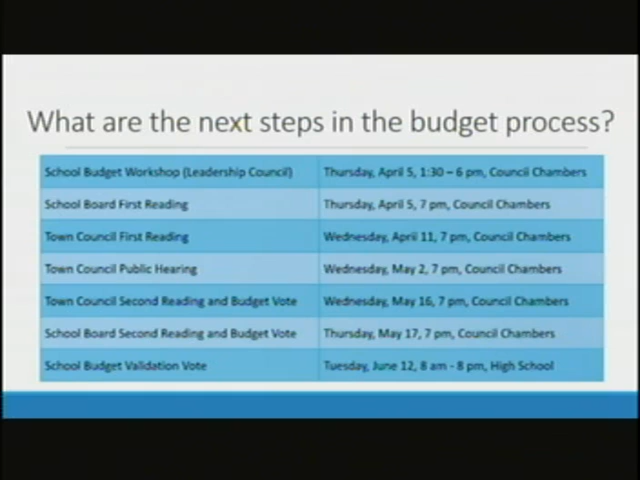 What are the next steps in the budget process?
School Budget Workshop (Leadership Council) Thursday, April 5, 1:30 – 6 pm, Council Chambers
School Board First Reading Thursday, April 5, 7 pm, Council Chambers
Town Council First Reading Wednesday, April 11, 7 pm, Council Chambers
Town Council Public Hearing Wednesday, May 2, 7 pm, Council Chambers
Town Council Second Reading and Budget Vote Wednesday, May 16, 7 pm, Council Chambers
School Board Second Reading and Budget Vote Thursday, May 17, 7 pm, Council Chambers
School Budget Validation Vote Tuesday, June 12, 8 am - 8 pm, High School